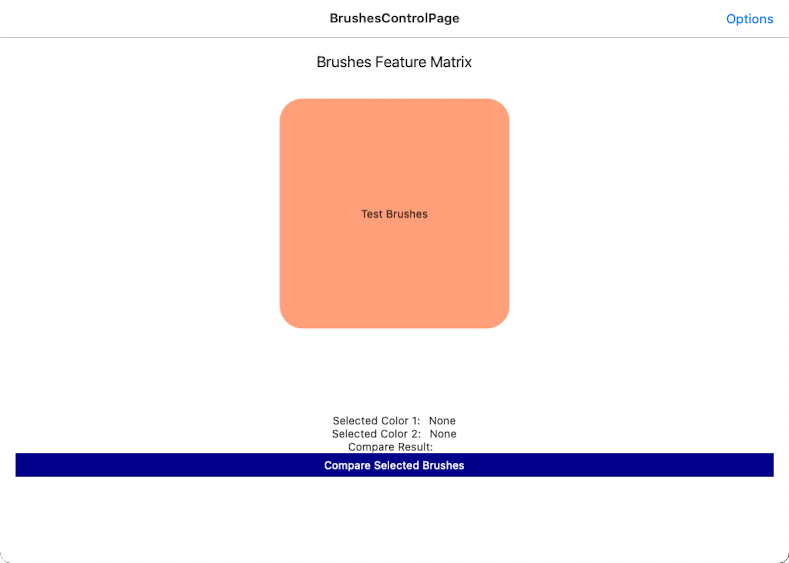 BrushesControlPage
Options
Brushes Feature Matrix
Test Brushes
Selected Color 1: None
Selected Color 2: None
Compare Result:
Compare Selected Brushes